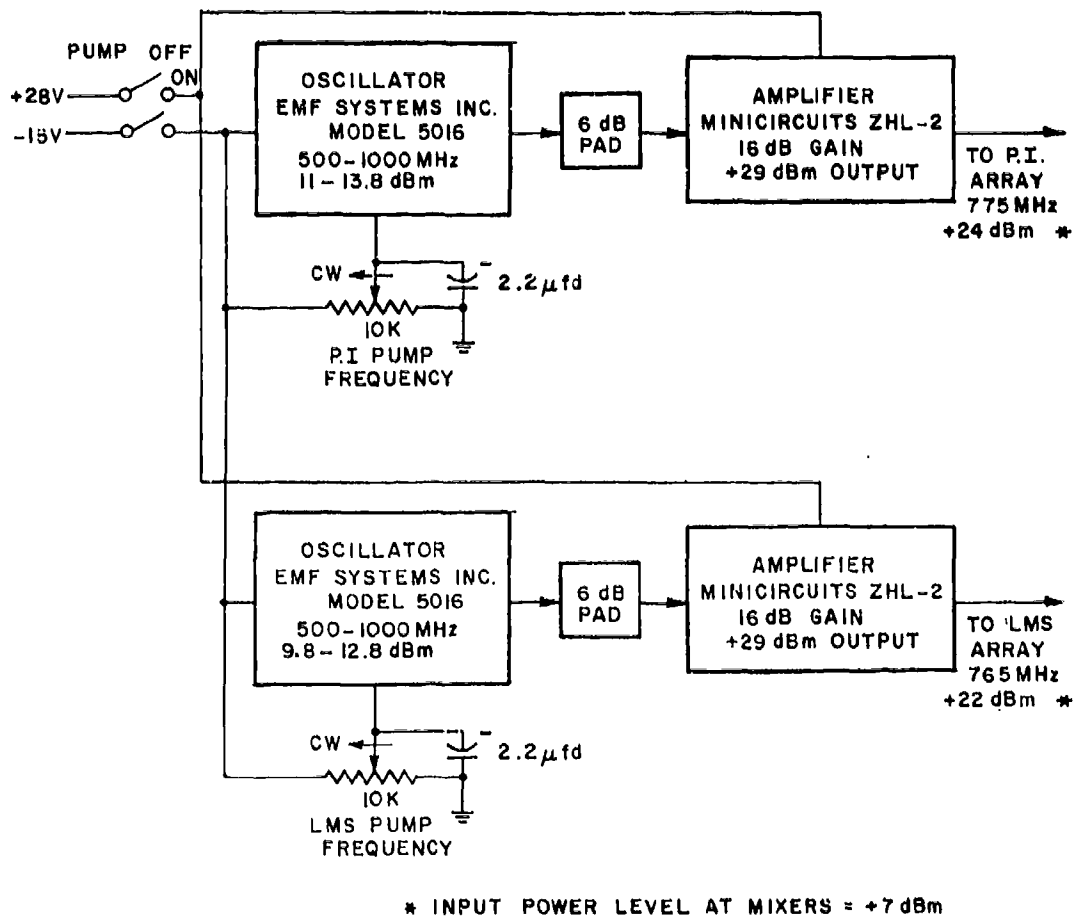 PUMP OFF
ON
+28V
-15V
OSCILLATOR
EMF SYSTEMS INC.
MODEL 5016
500-1000 MHz
11 - 13.8 dBm
6 dB
PAD
AMPLIFIER
MINICIRCUITS ZHL-2
16 dB GAIN
+29 dBm OUTPUT
TO P.I.
ARRAY
775 MHz
+24 dBm *
CW
- 
2.2 µfd
10K
P.I PUMP
FREQUENCY
OSCILLATOR
EMF SYSTEMS INC.
MODEL 5016
500-1000 MHz
9.8 - 12.8 dBm
6 dB
PAD
AMPLIFIER
MINICIRCUITS ZHL-2
16 dB GAIN
+29 dBm OUTPUT
TO LMS
ARRAY
765 MHz
+22 dBm *
CW
-
2.2 µfd
10K
LMS PUMP
FREQUENCY
* INPUT POWER LEVEL AT MIXERS = +7 dBm